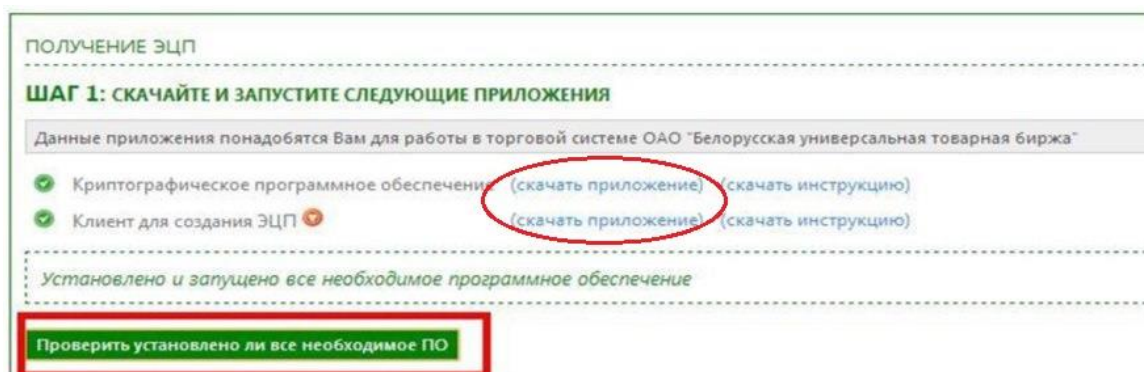 ПОЛУЧЕНИЕ ЭЦП
ШАГ 1: СКАЧАЙТЕ И ЗАПУСТИТЕ СЛЕДУЮЩИЕ ПРИЛОЖЕНИЯ
Данные приложения понадобятся Вам для работы в торговой системе ОАО "Белорусская универсальная товарная биржа"
Криптографическое программное обеспечение (скачать приложение) (скачать инструкцию)
Клиент для создания ЭЦП (скачать приложение) (скачать инструкцию)
Установлено и запущено все необходимое программное обеспечение
Проверить установлено ли все необходимое ПО